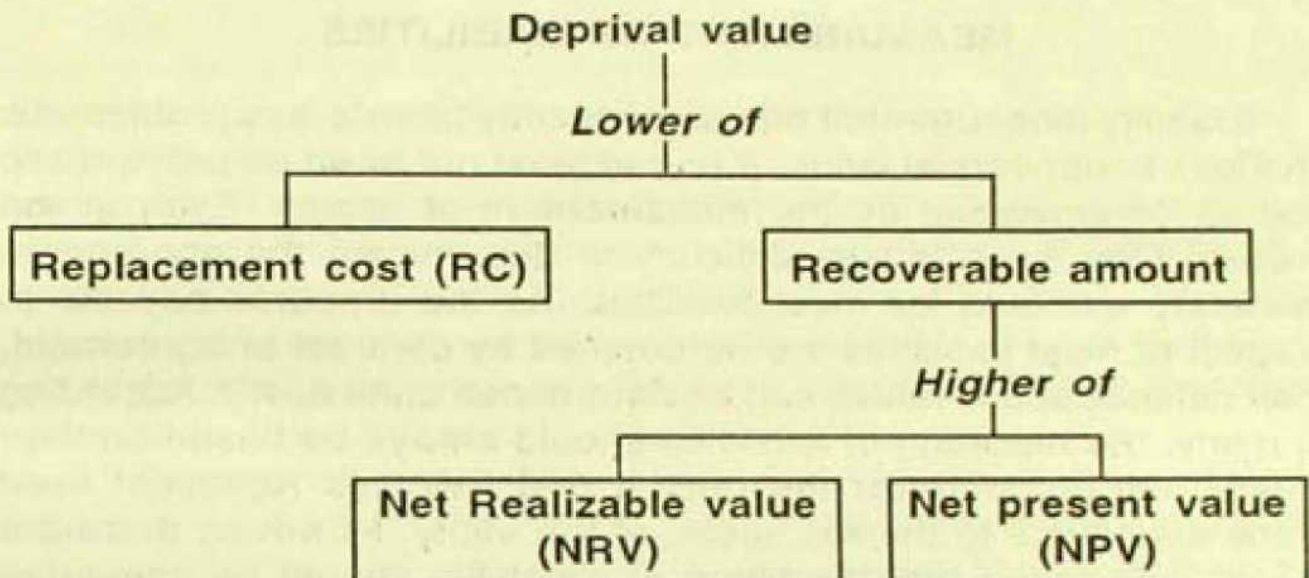 Deprival value
Lower of
Replacement cost (RC)
Recoverable amount
Higher of
Net Realizable value
(NRV)
Net present value
(NPV)